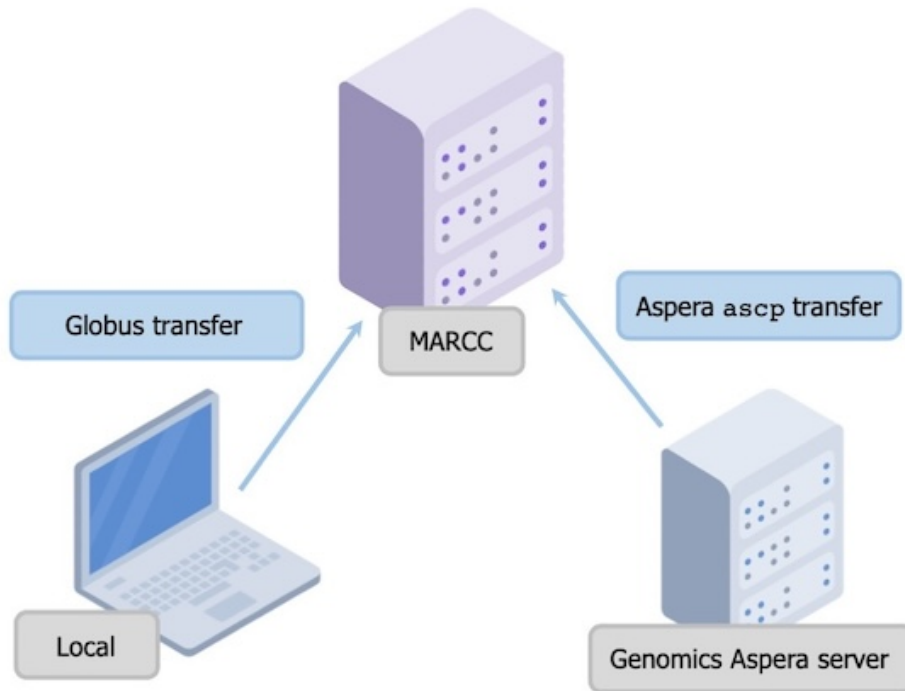 Globus transfer
Aspera ascp transfer
MARCC
Local
Genomics Aspera server